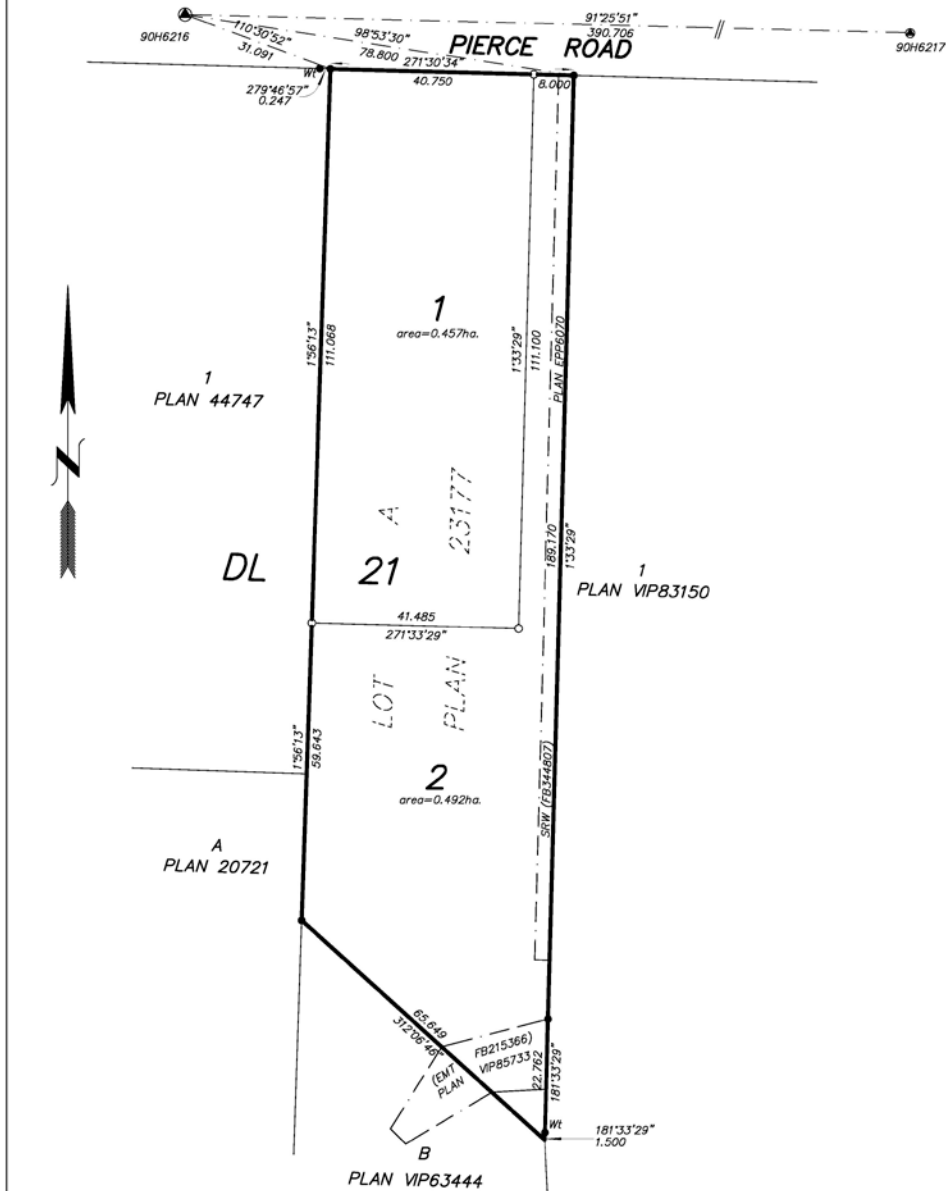 91°25'51"
390.706
90H6216
90H6217
110°30'52"
31.091
98°53'30"
78.800
PIERCE ROAD
271°30'34"
40.750
8.000
Wt
279°46'57"
0.247
1
area=0.457ha.
1°56'13"
111.068
1°33'29"
111.100
PLAN EPP6070
1
PLAN 44747
N
A
23177
DL 21
189.170
1°33'29"
1
PLAN VIP83150
41.485
271°33'29"
LOT
PLAN
1°56'13"
59.643
2
area=0.492ha.
SRW (FB344807)
A
PLAN 20721
65.649
312°06'46"
(EMT FB215366)
PLAN VIP85733
22.762
181°33'29"
Wt
181°33'29"
1.500
B
PLAN VIP63444